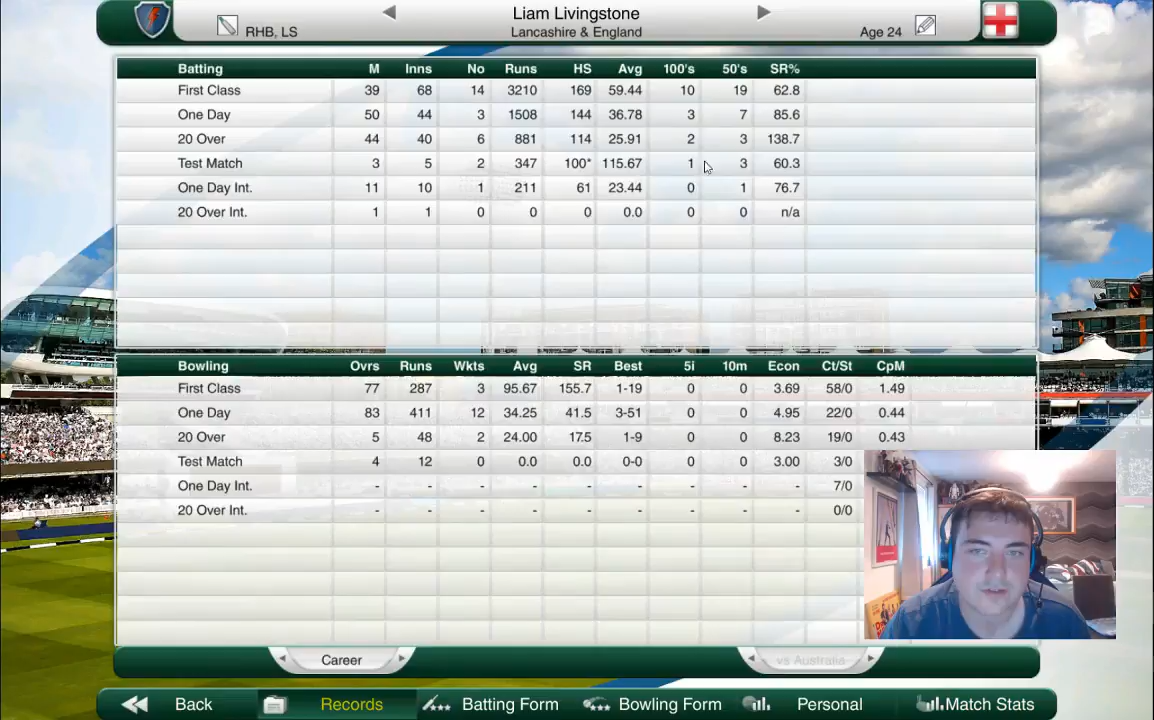 Liam Livingstone
RHB, LS Lancashire & England Age 24
Batting M Inns No Runs HS Avg 100's 50's SR%
First Class 39 68 14 3210 169 59.44 10 19 62.8
One Day 50 44 3 1508 144 36.78 3 7 85.6
20 Over 44 40 6 881 114 25.91 2 3 138.7
Test Match 3 5 2 347 100* 115.67 1 3 60.3
One Day Int. 11 10 1 211 61 23.44 0 1 76.7
20 Over Int. 1 1 0 0 0 0.0 0 0 n/a
Bowling Ovrs Runs Wkts Avg SR Best 5i 10m Econ Ct/St CpM
First Class 77 287 3 95.67 155.7 1-19 0 0 3.69 58/0 1.49
One Day 83 411 12 34.25 41.5 3-51 0 0 4.95 22/0 0.44
20 Over 5 48 2 24.00 17.5 1-9 0 0 8.23 19/0 0.43
Test Match 4 12 0 0.0 0.0 0-0 0 0 3.00 3/0
One Day Int. - - - - - - - - - 7/0
20 Over Int. - - - - - - - - - 0/0
Career vs Australia
Back Records Batting Form Bowling Form Personal Match Stats